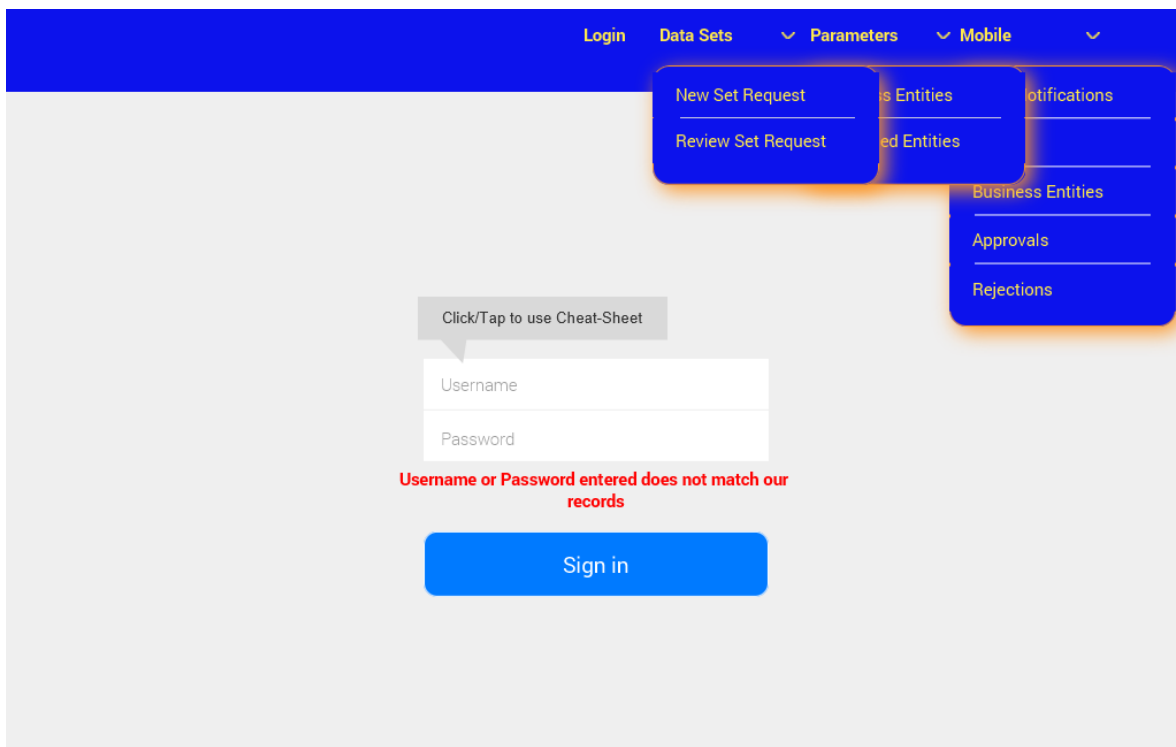 Login Data Sets Parameters Mobile
New Set Request
Entities
Review Set Request
Entities
Business Entities
Approvals
Rejections
Click/Tap to use Cheat-Sheet
Username
Password
Username or Password entered does not match our
records
Sign in